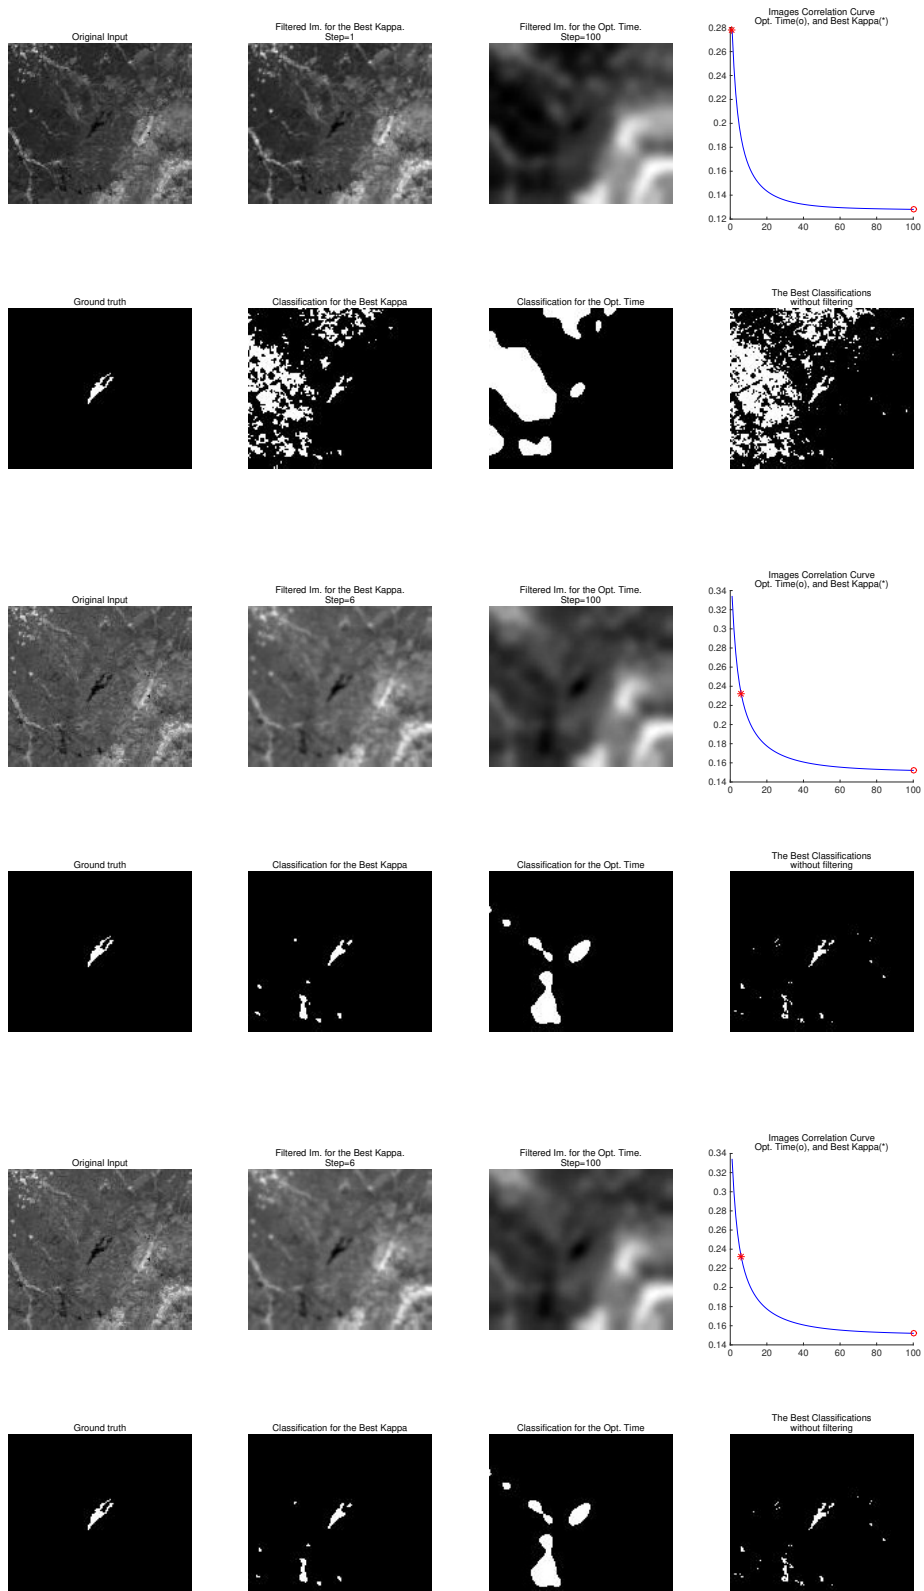 Original Input
Filtered Im. for the Best Kappa.
Step=1
Filtered Im. for the Opt. Time.
Step=100
Images Correlation Curve
Opt. Time(o), and Best Kappa(*)
0.28
0.26
0.24
0.22
0.2
0.18
0.16
0.14
0.12
0 20 40 60 80 100
Ground truth
Classification for the Best Kappa
Classification for the Opt. Time
The Best Classifications
without filtering
Original Input
Filtered Im. for the Best Kappa.
Step=6
Filtered Im. for the Opt. Time.
Step=100
Images Correlation Curve
Opt. Time(o), and Best Kappa(*)
0.34
0.32
0.3
0.28
0.26
0.24
0.22
0.2
0.18
0.16
0.14
0 20 40 60 80 100
Ground truth
Classification for the Best Kappa
Classification for the Opt. Time
The Best Classifications
without filtering
Original Input
Filtered Im. for the Best Kappa.
Step=6
Filtered Im. for the Opt. Time.
Step=100
Images Correlation Curve
Opt. Time(o), and Best Kappa(*)
0.34
0.32
0.3
0.28
0.26
0.24
0.22
0.2
0.18
0.16
0.14
0 20 40 60 80 100
Ground truth
Classification for the Best Kappa
Classification for the Opt. Time
The Best Classifications
without filtering